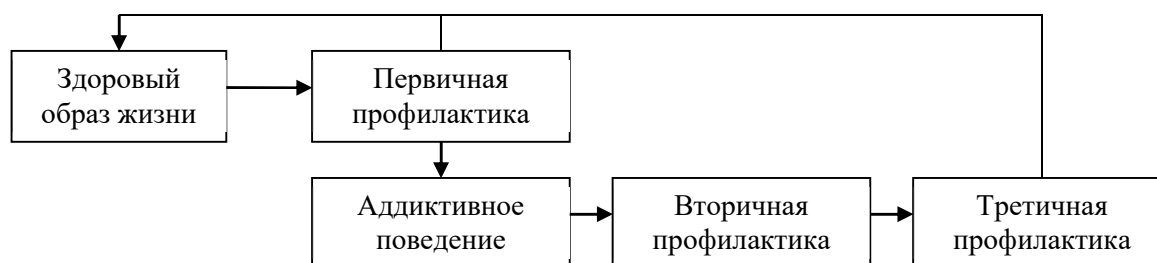 Здоровый
образ жизни
Первичная
профилактика
Аддиктивное
поведение
Вторичная
профилактика
Третичная
профилактика